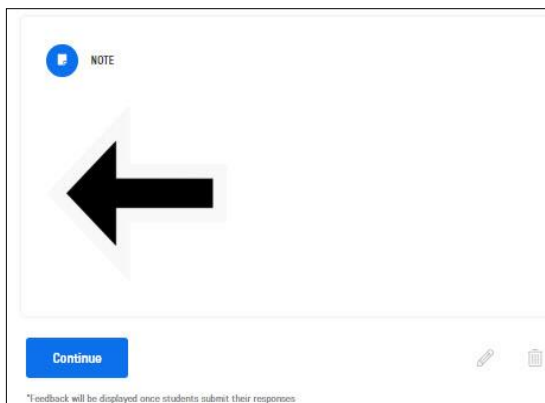 NOTE
Continue
*Feedback will be displayed once students submit their responses